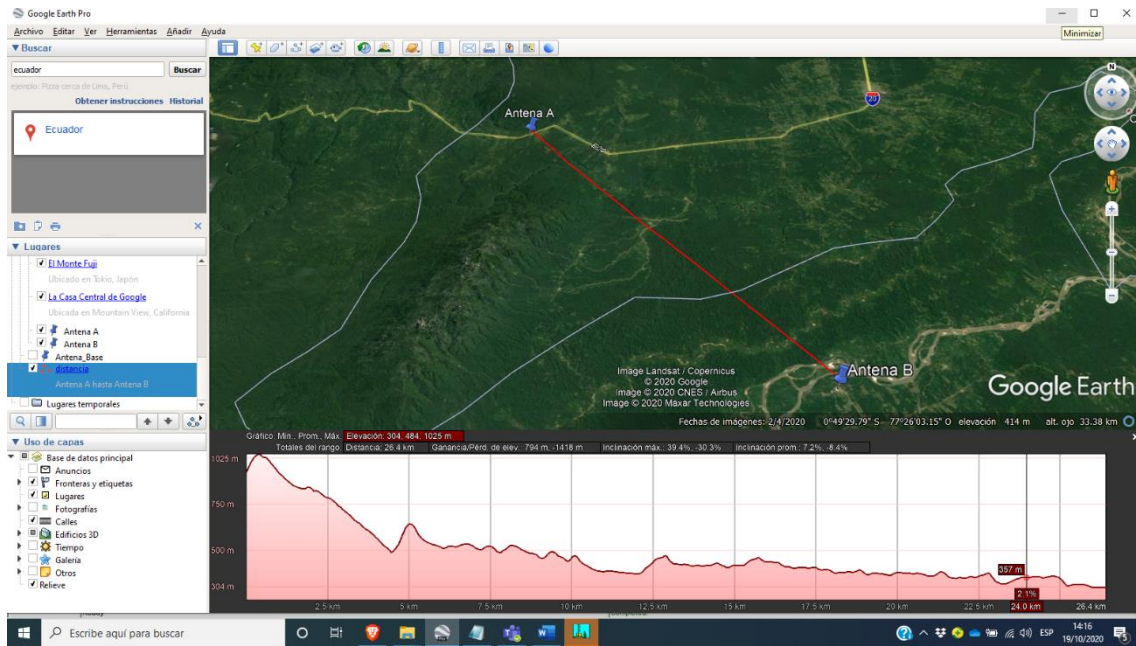 Google Earth Pro
Archivo Editar Ver Herramientas Añadir Ayuda
Minimizar
▼ Buscar
ecuador
Buscar
ejemplo: Pizza cerca de Lima, Perú
Obtener instrucciones Historial
Ecuador
▼ Lugares
El Monte Fuji
Ubicado en Tokio, Japón
La Casa Central de Google
Ubicada en Mountain View, California
Antena A
Antena B
Antena_Base
distancia
Antena A hasta Antena B
Lugares temporales
▼ Uso de capas
Base de datos principal
Anuncios
Fronteras y etiquetas
Lugares
Fotografías
Calles
Edificios 3D
Tiempo
Galería
Otros
Relieve
N
Antena A
20
Antena B
Image Landsat / Copernicus
© 2020 Google
Image © 2020 CNES / Airbus
Image © 2020 Maxar Technologies
Google Earth
Fechas de imágenes: 2/4/2020 0°49'29.79" S 77°26'03.15" O elevación 414 m alt. ojo 33.38 km
Gráfico: Mín., Prom., Máx. Elevación: 304, 484, 1025 m
Totales del rango: Distancia: 26.4 km Ganancia/Pérd. de elev.: 794 m, -1418 m Inclinación máx.: 39.4%, -30.3% Inclinación prom.: 7.2%, -8.4%
1025 m
750 m
500 m
304 m
357 m
2.1%
2.5 km 5 km 7.5 km 10 km 12.5 km 15 km 17.5 km 20 km 22.5 km 24.0 km 26.4 km
Escribe aquí para buscar
ESP
14:16
19/10/2020
5